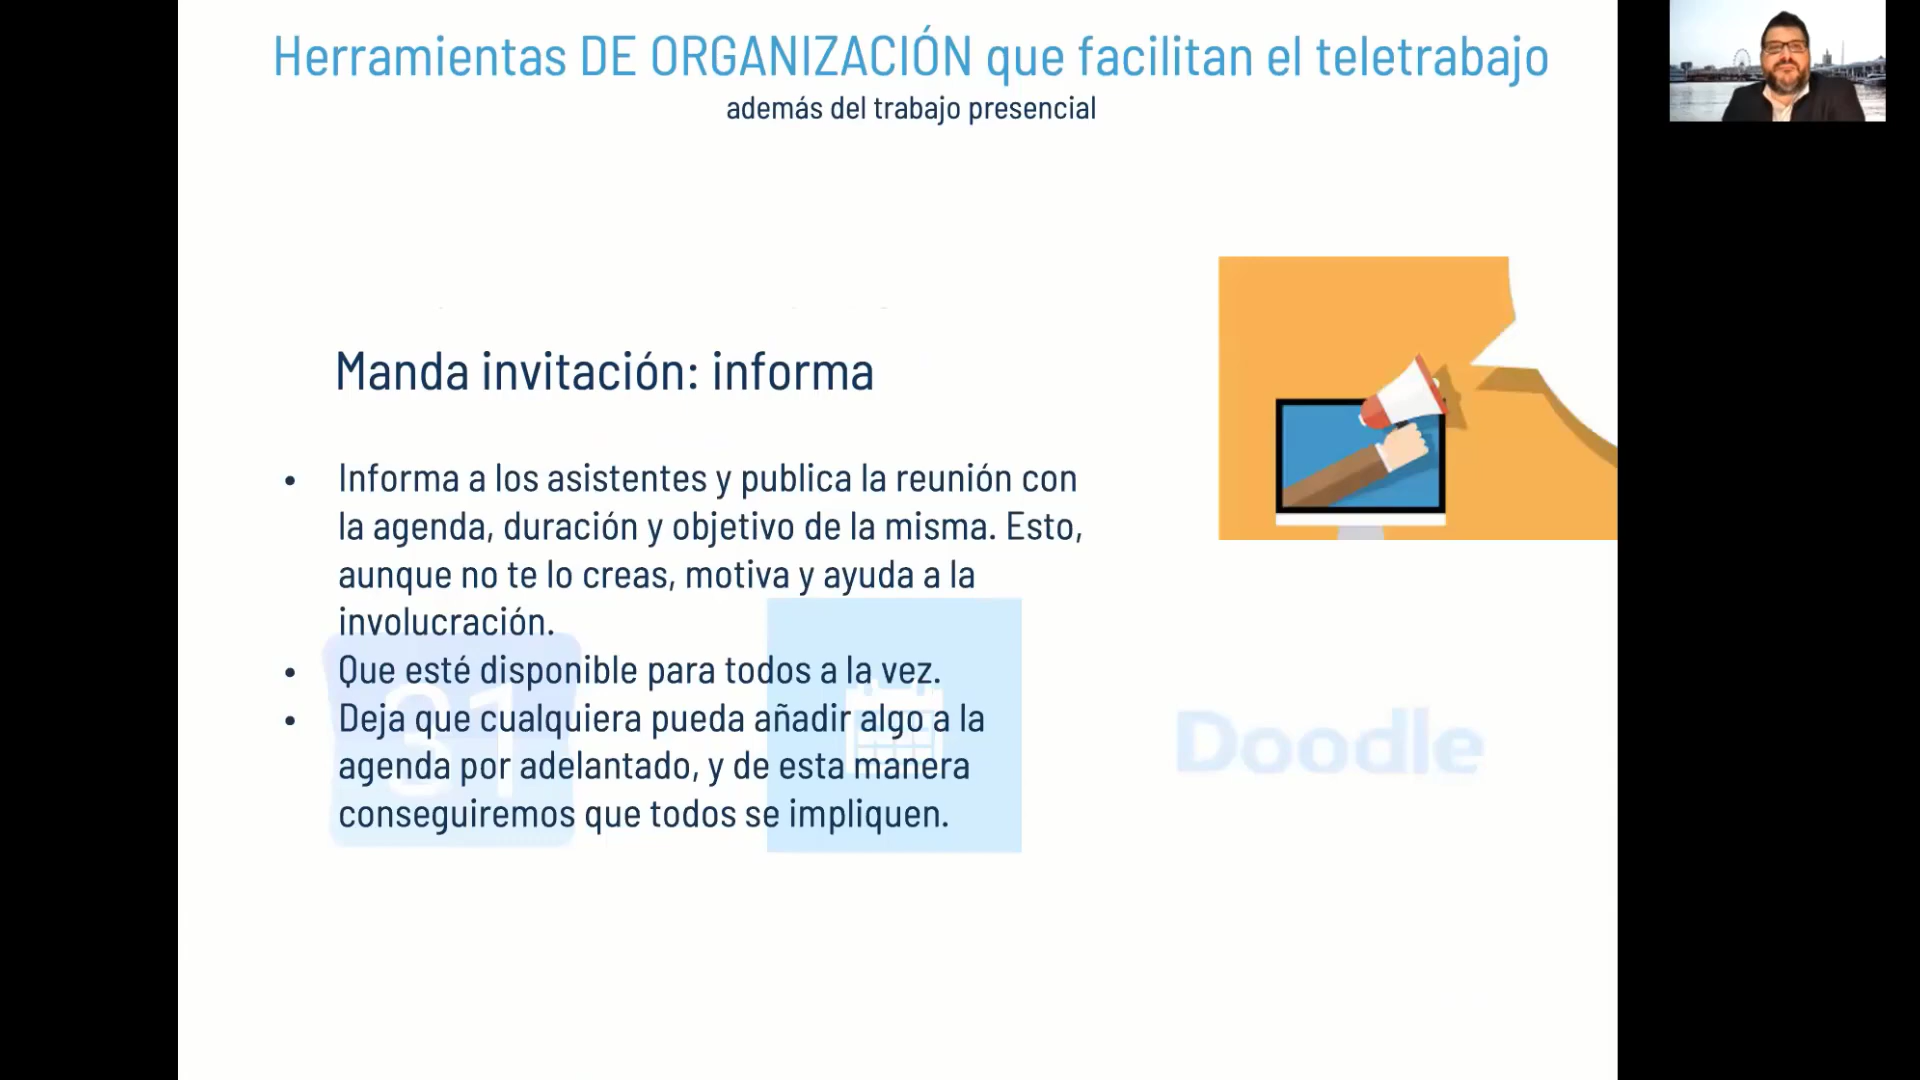 Herramientas DE ORGANIZACIÓN que facilitan el teletrabajo
además del trabajo presencial
Manda invitación: informa
• Informa a los asistentes y publica la reunión con
la agenda, duración y objetivo de la misma. Esto,
aunque no te lo creas, motiva y ayuda a la
involucración.
• Que esté disponible para todos a la vez.
• Deja que cualquiera pueda añadir algo a la
agenda por adelantado, y de esta manera
conseguiremos que todos se impliquen.
31
Doodle